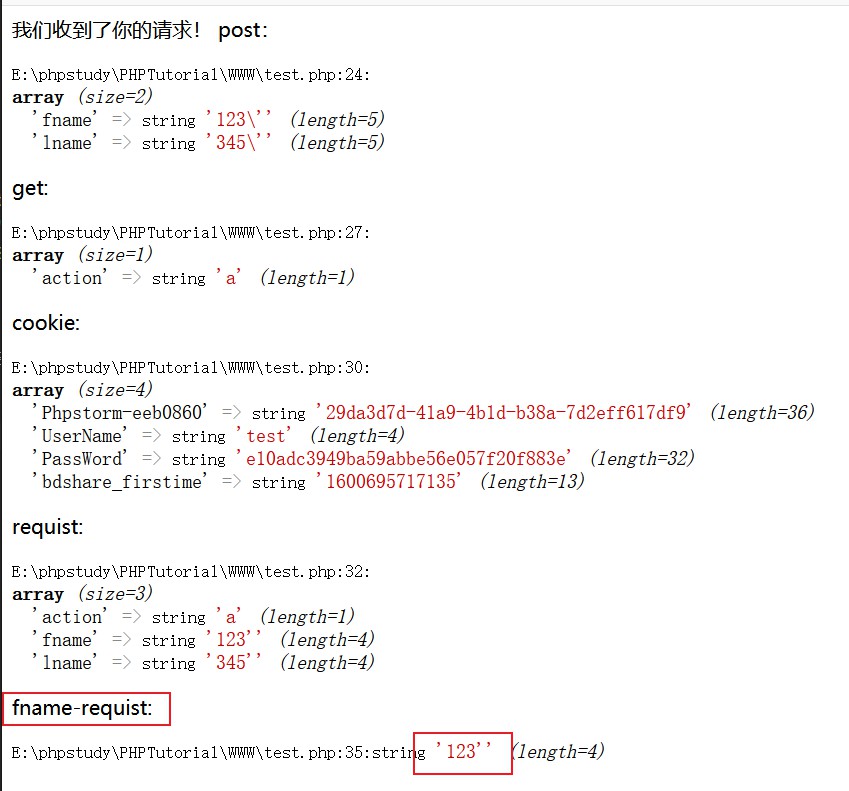 我们收到了你的请求！ post:
E:\phpstudy\PHPTutorial\WWW\test.php:24:
array (size=2)
'fname' => string '123\'' (length=5)
'lname' => string '345\'' (length=5)
get:
E:\phpstudy\PHPTutorial\WWW\test.php:27:
array (size=1)
'action' => string 'a' (length=1)
cookie:
E:\phpstudy\PHPTutorial\WWW\test.php:30:
array (size=4)
'Phpstorm-eeb0860' => string '29da3d7d-41a9-4b1d-b38a-7d2eff617df9' (length=36)
'UserName' => string 'test' (length=4)
'PassWord' => string 'e10adc3949ba59abbe56e057f20f883e' (length=32)
'bdshare_firstime' => string '1600695717135' (length=13)
requist:
E:\phpstudy\PHPTutorial\WWW\test.php:32:
array (size=3)
'action' => string 'a' (length=1)
'fname' => string '123'' (length=4)
'lname' => string '345'' (length=4)
fname-requist:
E:\phpstudy\PHPTutorial\WWW\test.php:35:string '123'' (length=4)